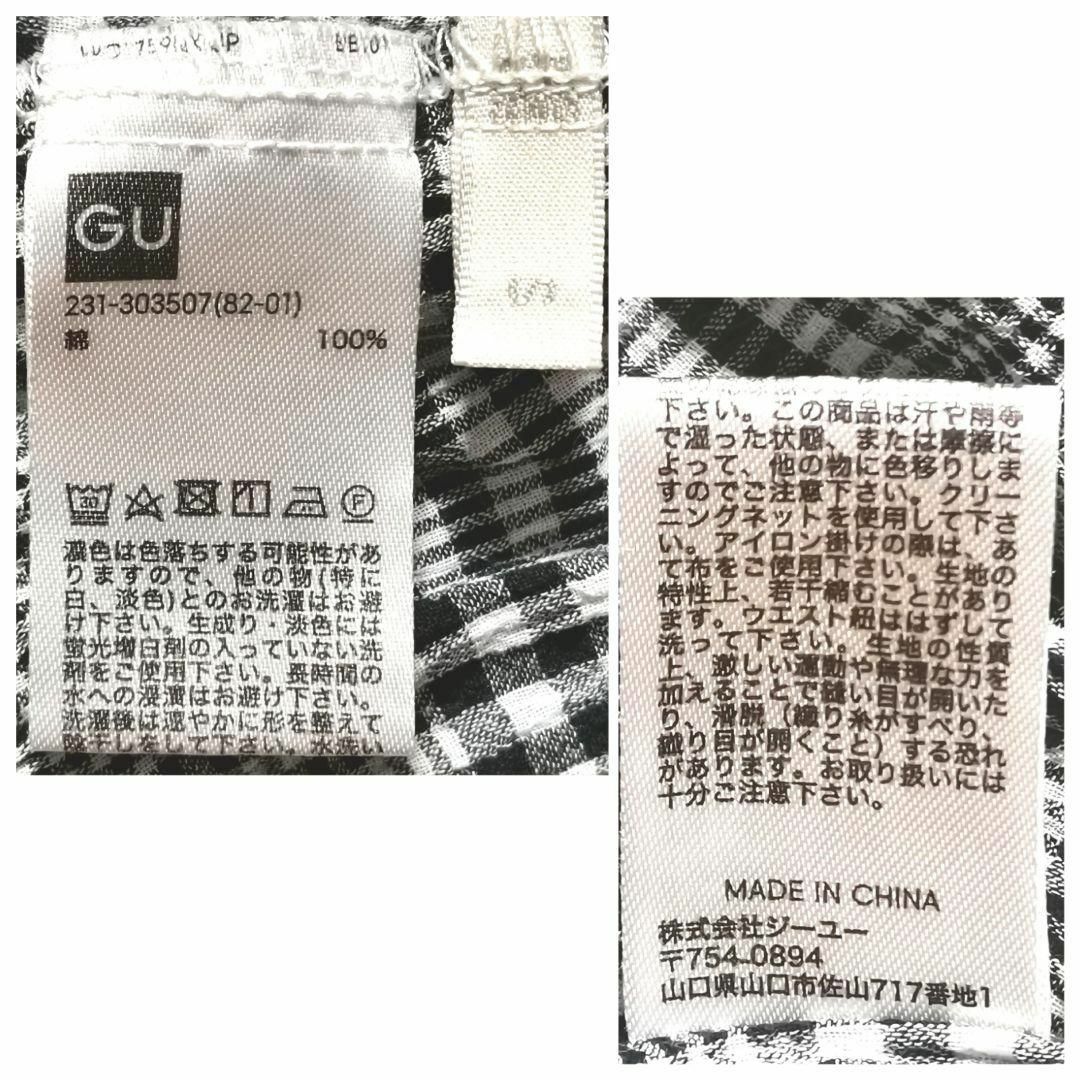 GU
231-303507(82-01)
綿 100%
30
濃色は色落ちする可能性があ
りますので、他の物(特に
白、淡色)とのお洗濯はお避
け下さい。生成り・淡色には
蛍光増白剤の入っていない洗
剤をご使用下さい。長時間の
水への浸漬はお避け下さい。
洗濯後は速やかに形を整えて
陰干しをして下さい。水洗い
下さい。この商品は汗や雨等
で湿った状態、または摩擦に
よって、他の物に色移りしま
すのでご注意下さい。クリー
ニングネットを使用して下さ
い。アイロン掛けの際は、あ
て布をご使用下さい。生地の
特性上、若干縮むことがあり
ます。ウエスト紐ははずして
洗って下さい。生地の性質
上、激しい運動や無理な力を
加えることで縫い目が開いた
り、滑脱(織り糸がすべり、
織り目が開くこと)する恐れ
があります。お取り扱いには
十分ご注意下さい。
MADE IN CHINA
株式会社ジーユー
〒754-0894
山口県山口市佐山717番地1